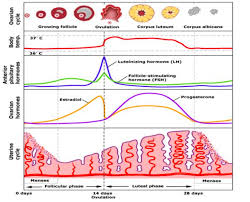 Ovarian cycle
Growing follicle
Ovulation
Corpus luteum
Corpus albicans
Body temp.
37° C
36° C
Anterior pituitary hormones
Luteinizing hormone (LH)
Follicle-stimulating
hormone (FSH)
Ovarian hormones
Estradiol
Progesterone
Uterine cycle
Menses
Menses
Follicular phase
Luteal phase
0 days
14 days
28 days
Ovulation